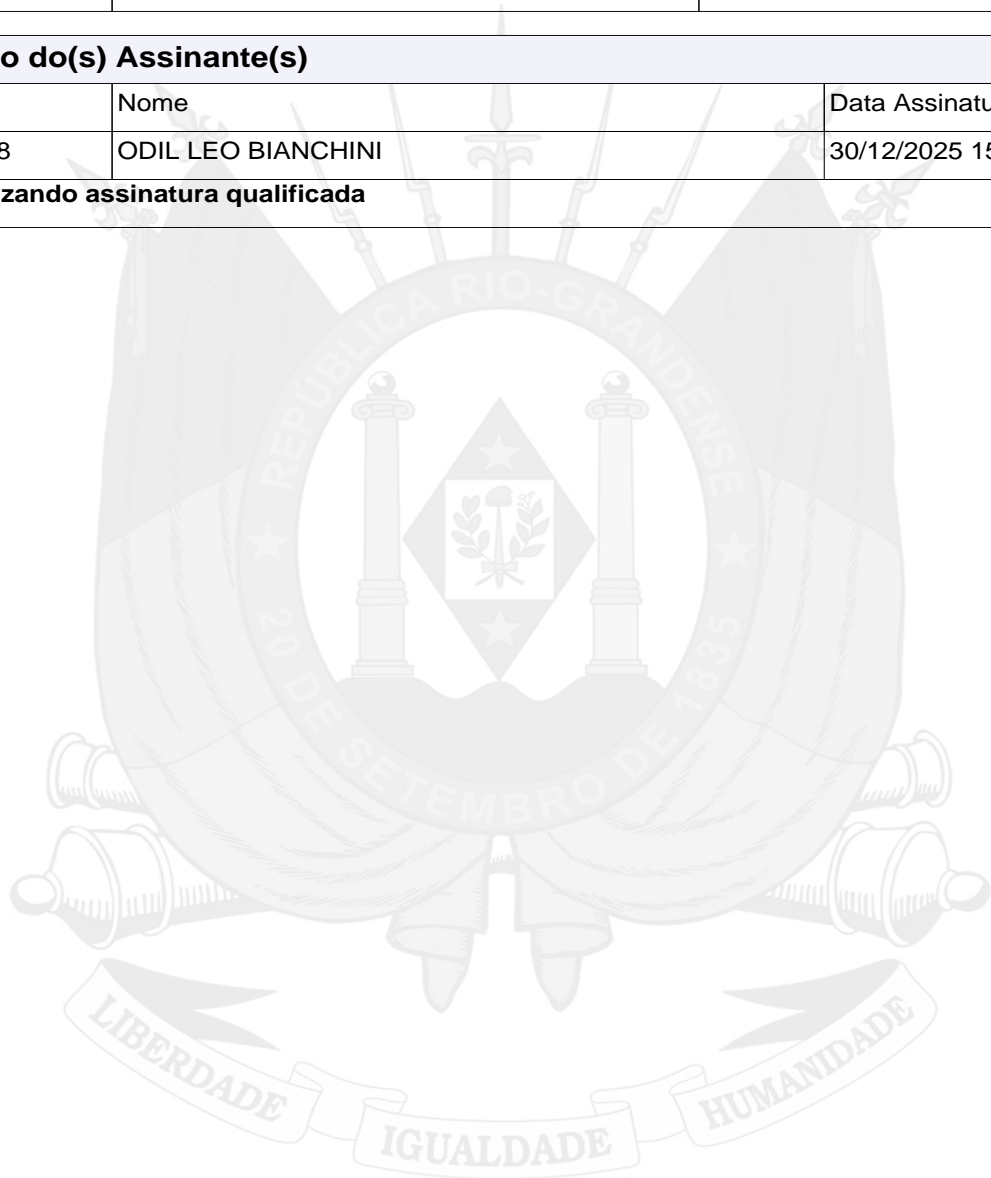 o do(s) Assinante(s)
Nome Data Assinatu
8 ODIL LEO BIANCHINI 30/12/2025 15
zando assinatura qualificada
REPÚBLICA RIO-GRANDENSE
20 DE SETEMBRO DE 1835
LIBERDADE IGUALDADE HUMANIDADE